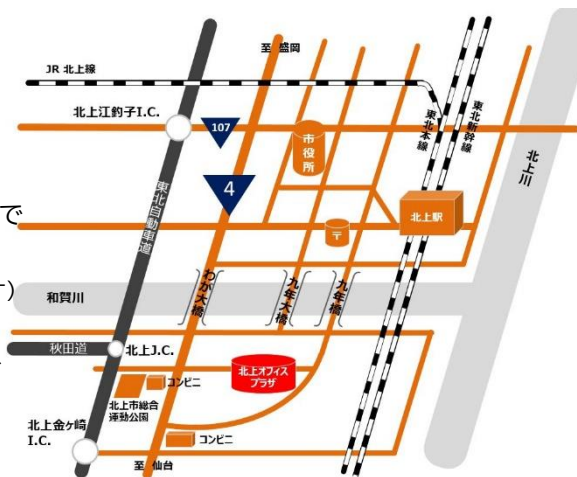 至 盛岡
JR 北上線
北上江釣子I.C.
107
市役所
東北本線
東北新幹線
北上川
4
東北自動車道
で
〒
北上駅
す)
和賀川
わが大橋
九年大橋
九年橋
秋田道
北上J.C.
北上オフィス
プラザ
コンビニ
北上市総合
運動公園
北上金ヶ崎
I.C.
コンビニ
至 仙台